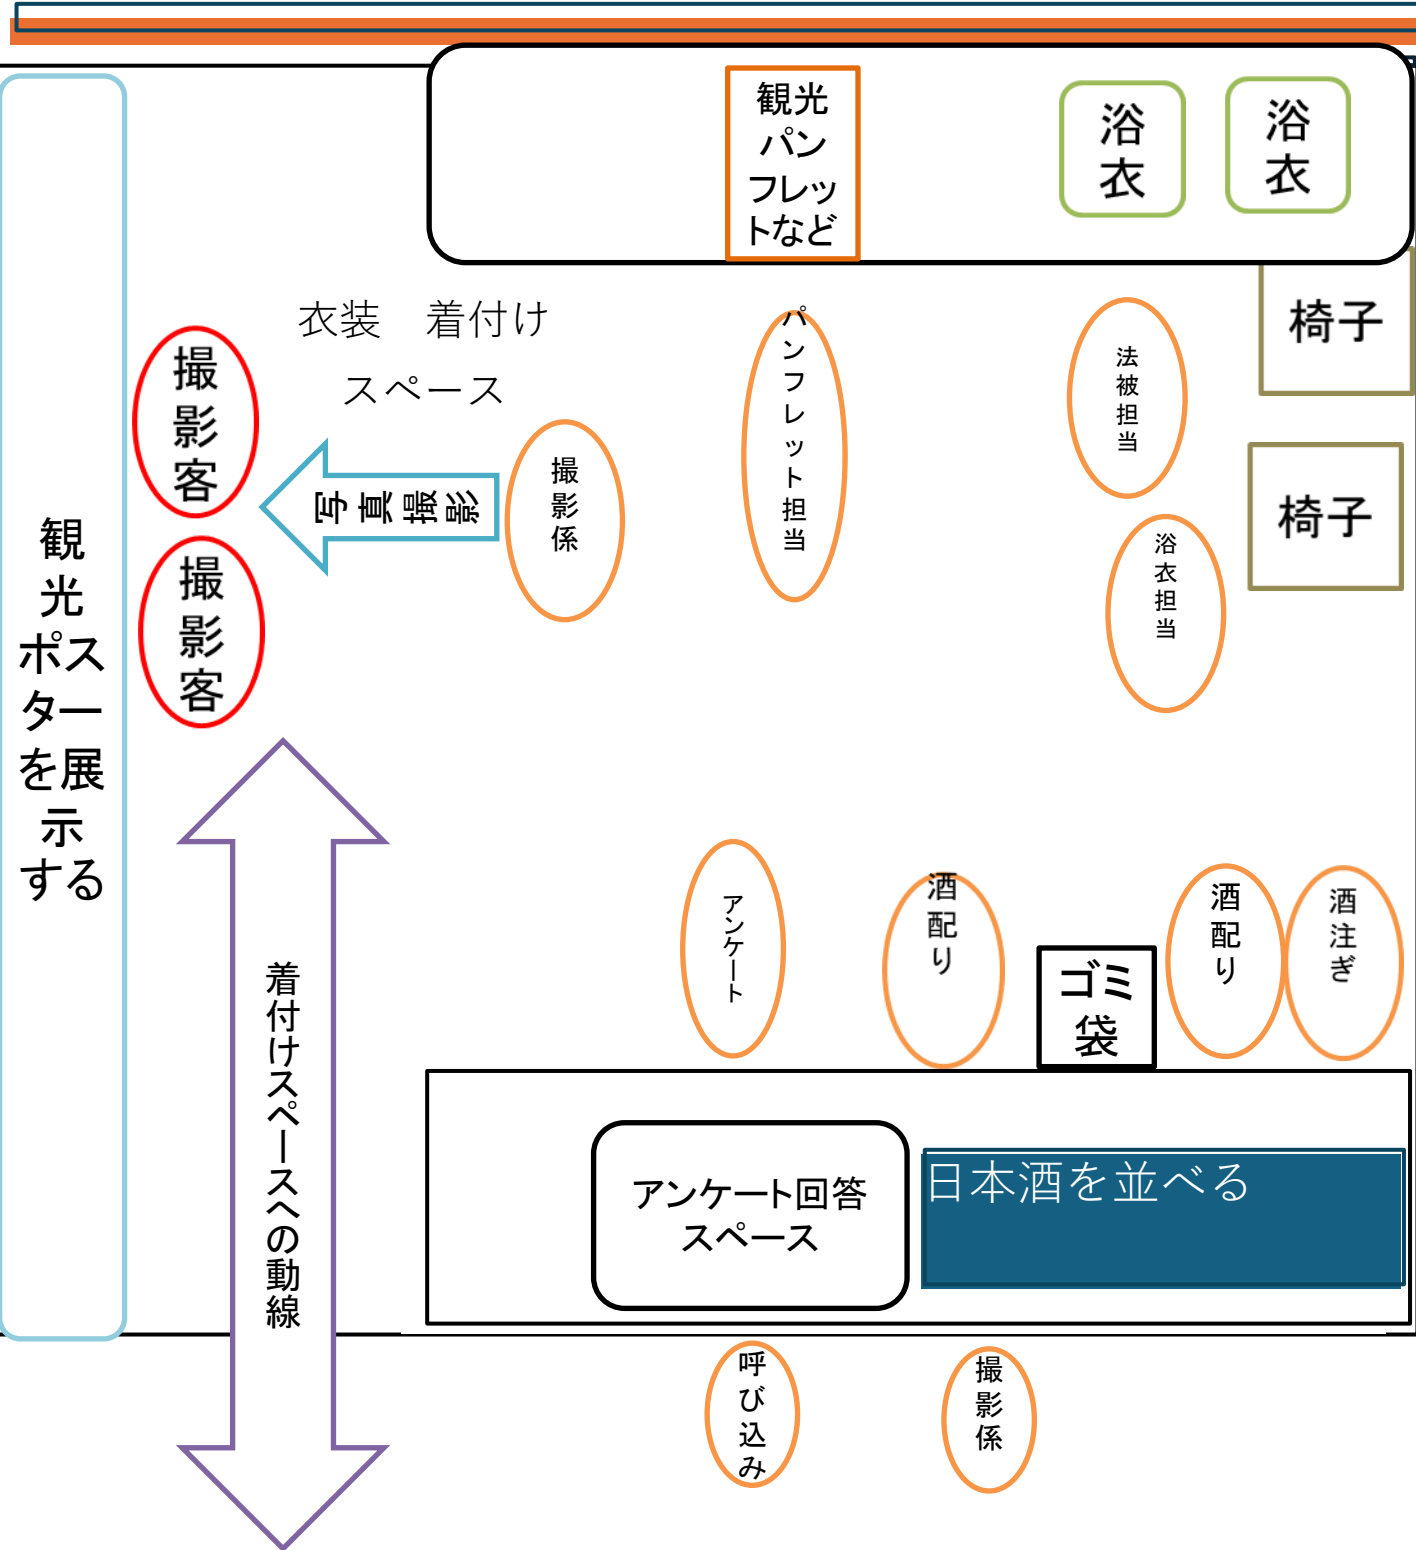 観光
パン
フレッ
トなど
浴
衣
浴
衣
椅子
衣装　着付け
スペース
撮
影
客
写真撮影
撮
影
係
パンフレット担当
法
被
担
当
椅子
浴
衣
担
当
撮
影
客
観
光
ポス
ター
を展
示
する
アンケート
酒
配
り
ゴミ
袋
酒
配
り
酒
注
ぎ
着付けスペースへの動線
アンケート回答
スペース
日本酒を並べる
呼
び
込
み
撮
影
係